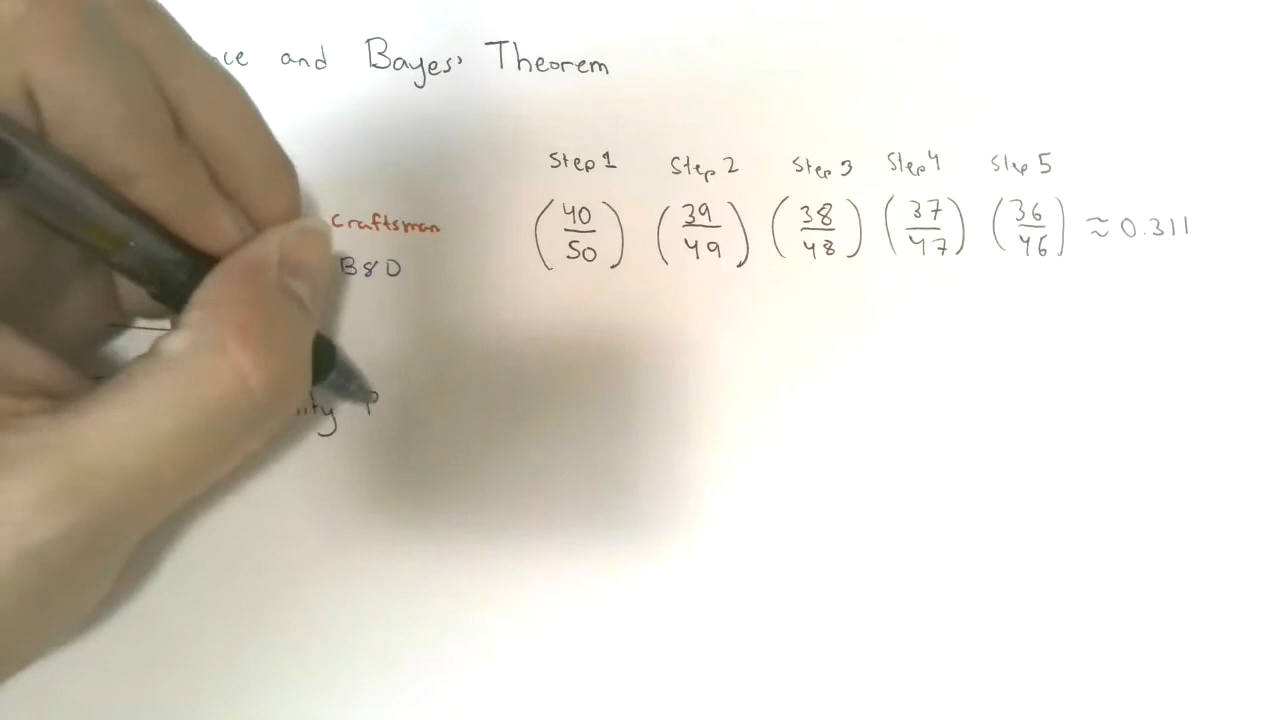 and Bayes' Theorem
Step 1 Step 2 Step 3 Step 4 Step 5
Craftsman
(40/50) (39/49) (38/48) (37/47) (36/46) ≈ 0.311
B&D
P